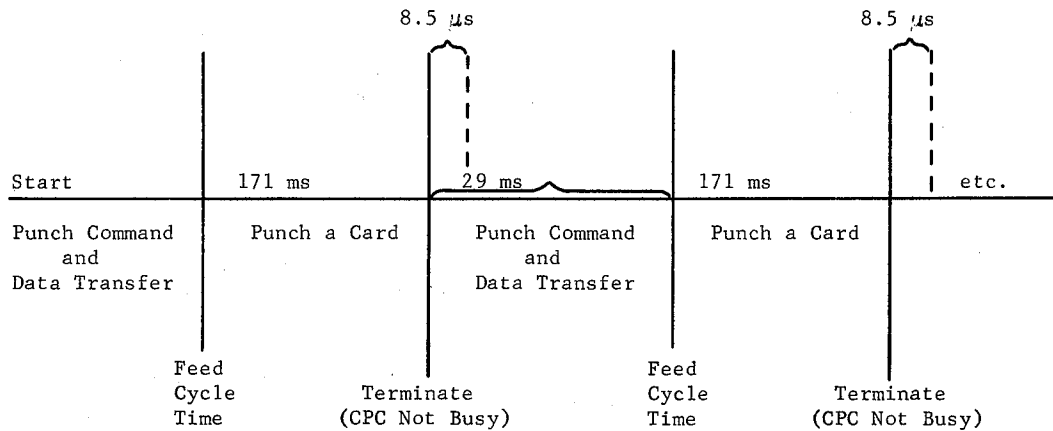 8.5 μs
8.5 μs
Start
171 ms
29 ms
171 ms
etc.
Punch Command
and
Data Transfer
Punch a Card
Punch Command
and
Data Transfer
Punch a Card
Feed
Cycle
Time
Terminate
(CPC Not Busy)
Feed
Cycle
Time
Terminate
(CPC Not Busy)